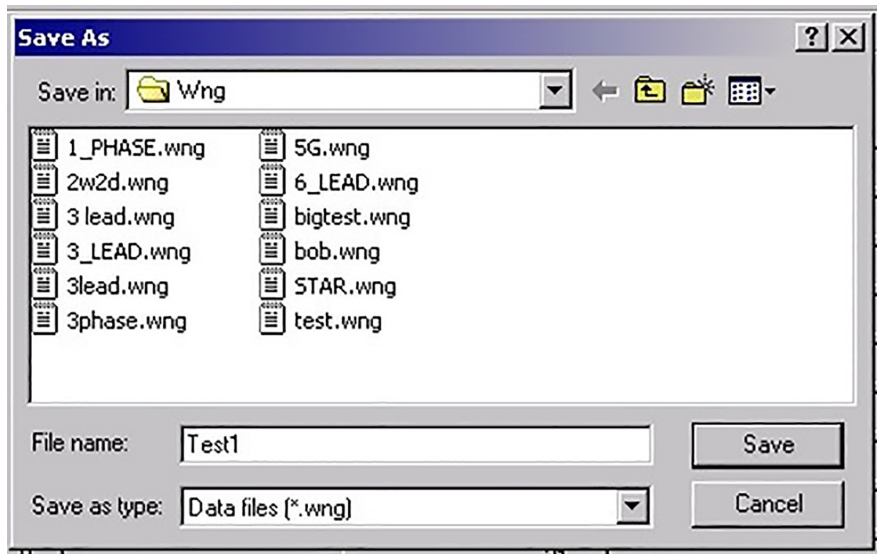 Save As
Save in: Wng
1_PHASE.wng
2w2d.wng
3 lead.wng
3_LEAD.wng
3lead.wng
3phase.wng
5G.wng
6_LEAD.wng
bigtest.wng
bob.wng
STAR.wng
test.wng
File name: Test1
Save
Save as type: Data files (*.wng)
Cancel